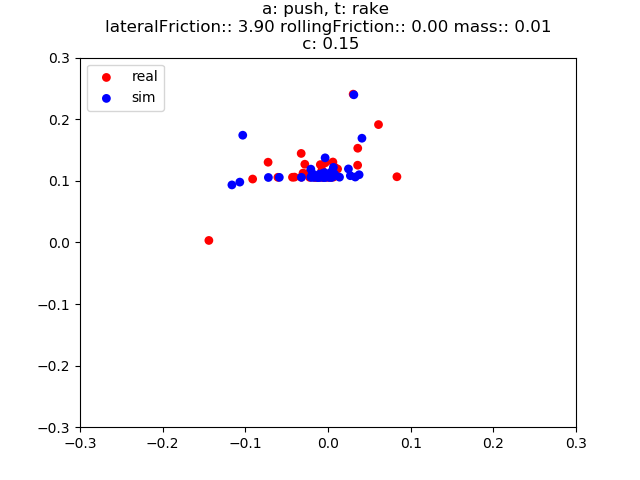 a: push, t: rake
lateralFriction:: 3.90 rollingFriction:: 0.00 mass:: 0.01
c: 0.15
real
sim
0.3
0.2
0.1
0.0
−0.1
−0.2
−0.3
−0.3 −0.2 −0.1 0.0 0.1 0.2 0.3